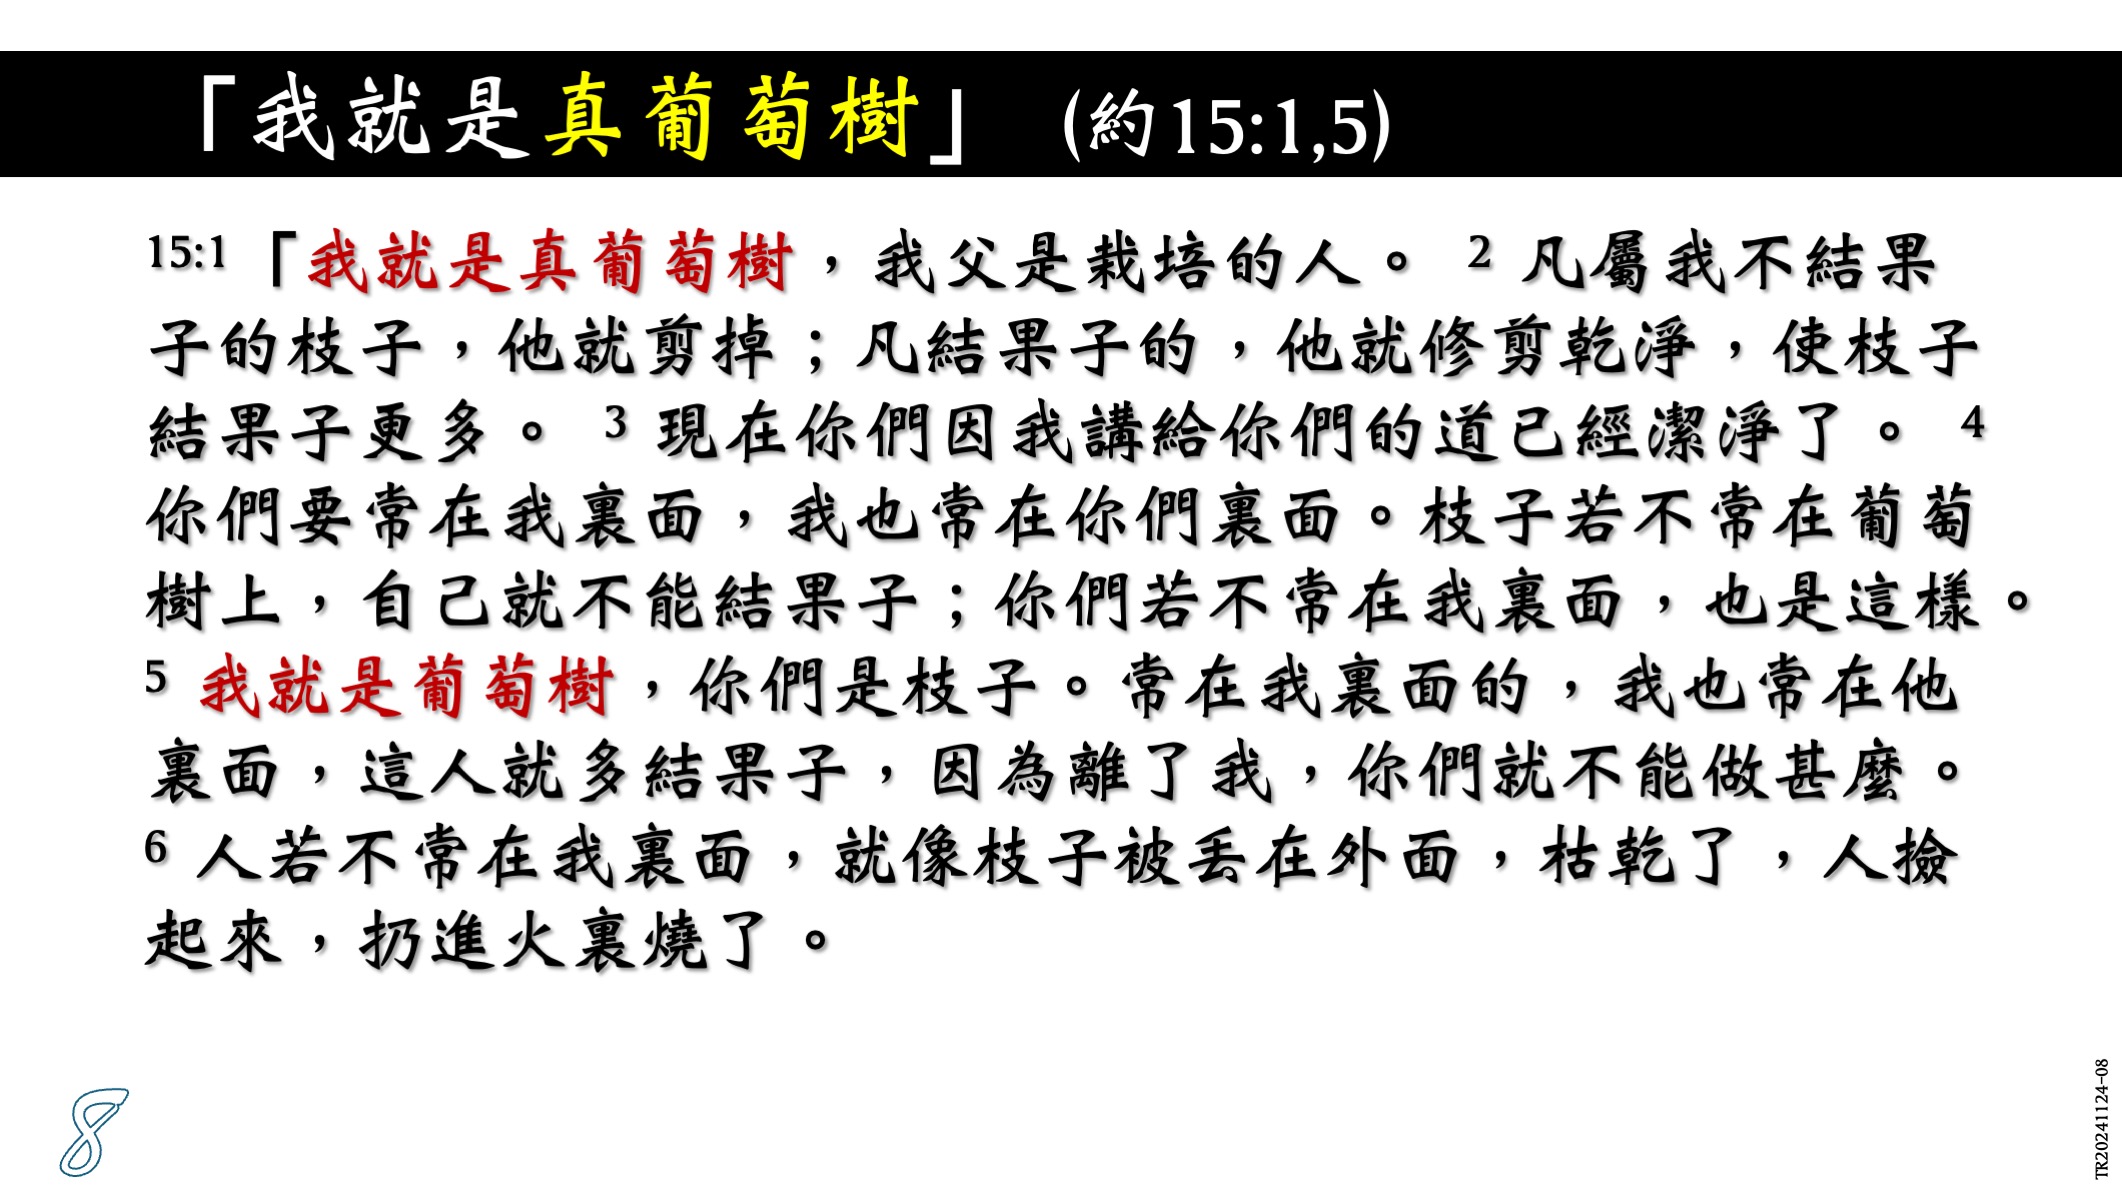 「我就是真葡萄樹」 (約15:1,5)
15:1「我就是真葡萄樹，我父是栽培的人。 2 凡屬我不結果
子的枝子，他就剪掉；凡結果子的，他就修剪乾淨，使枝子
結果子更多。 3 現在你們因我講給你們的道已經潔淨了。 4
你們要常在我裏面，我也常在你們裏面。枝子若不常在葡萄
樹上，自己就不能結果子；你們若不常在我裏面，也是這樣。
5 我就是葡萄樹，你們是枝子。常在我裏面的，我也常在他
裏面，這人就多結果子，因為離了我，你們就不能做甚麼。
6 人若不常在我裏面，就像枝子被丟在外面，枯乾了，人撿
起來，扔進火裏燒了。
8
TR20241124-08